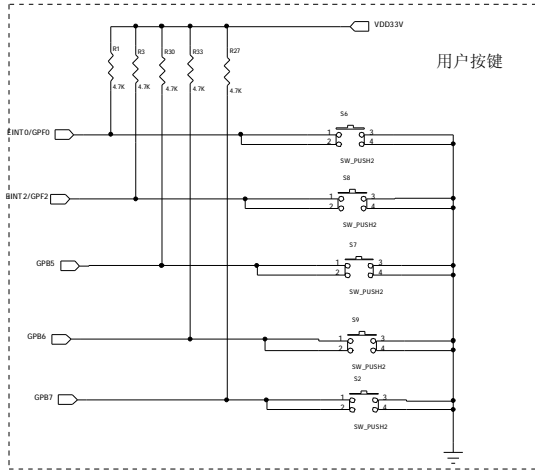 VDD33V
用户按键
R1 R3 R30 R33 R27
4.7K 4.7K 4.7K 4.7K 4.7K
S6
EINT0/GPF0
1 3
2 4
SW_PUSH2
S8
EINT2/GPF2
1 3
2 4
SW_PUSH2
S7
GPB5
1 3
2 4
SW_PUSH2
S9
GPB6
1 3
2 4
SW_PUSH2
S2
GPB7
1 3
2 4
SW_PUSH2